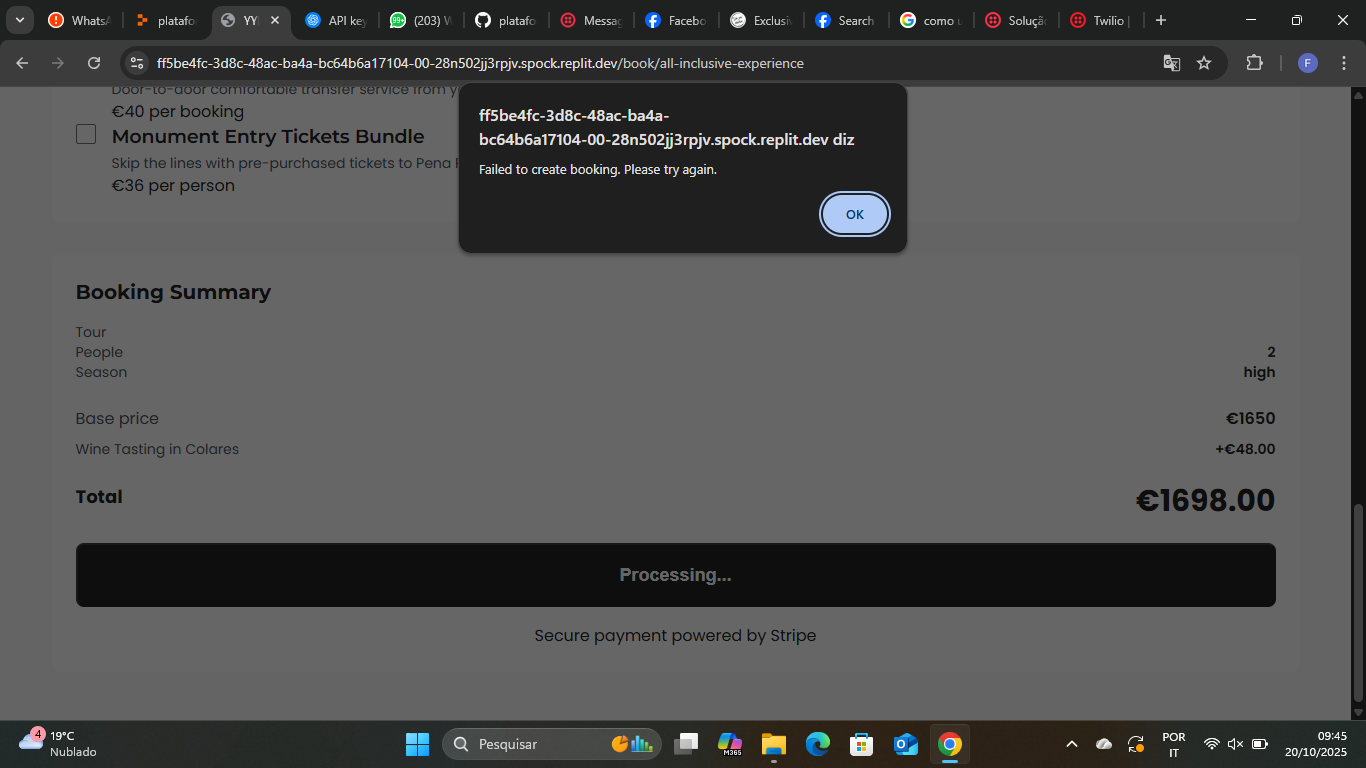 WhatsA
platafo
YY
API key
(203) W
platafo
Messag
Facebo
Exclusiv
Search
como u
Soluçã
Twilio |
ff5be4fc-3d8c-48ac-ba4a-bc64b6a17104-00-28n502jj3rpjv.spock.replit.dev/book/all-inclusive-experience
F
ff5be4fc-3d8c-48ac-ba4a-
bc64b6a17104-00-28n502jj3rpjv.spock.replit.dev diz
Failed to create booking. Please try again.
OK
Door-to-door comfortable transfer service from y
€40 per booking
Monument Entry Tickets Bundle
Skip the lines with pre-purchased tickets to Pena
€36 per person
Booking Summary
Tour
People 2
Season high
Base price €1650
Wine Tasting in Colares +€48.00
Total €1698.00
Processing...
Secure payment powered by Stripe
4
19°C
Nublado
Pesquisar
M365
POR
IT
09:45
20/10/2025